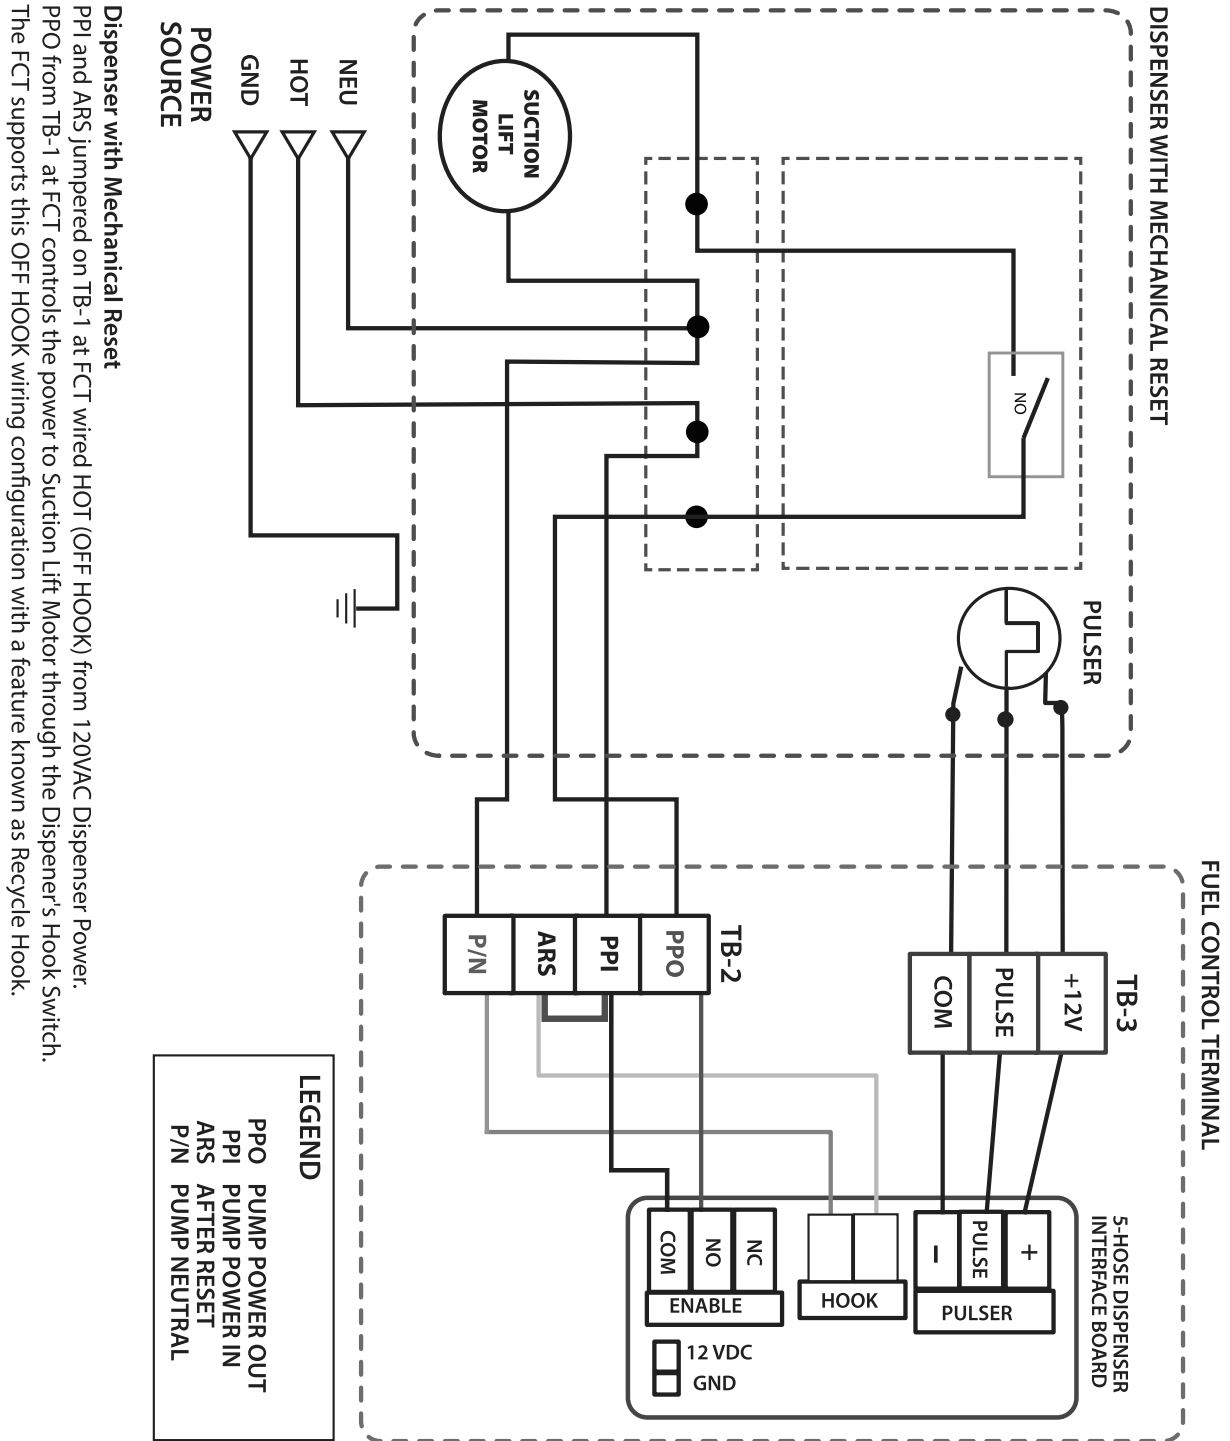 FUEL CONTROL TERMINAL
DISPENSER WITH MECHANICAL RESET
NO
PULSER
TB-3
+12V
PULSE
COM
5-HOSE DISPENSER
INTERFACE BOARD
+
PULSE
–
PULSER
HOOK
SUCTION
LIFT
MOTOR
TB-2
PPO
PPI
ARS
P/N
NC
NO
COM
ENABLE
12 VDC
GND
NEU
HOT
GND
POWER
SOURCE
LEGEND
PPO PUMP POWER OUT
PPI PUMP POWER IN
ARS AFTER RESET
P/N PUMP NEUTRAL
Dispenser with Mechanical Reset
PPI and ARS jumpered on TB-1 at FCT wired HOT (OFF HOOK) from 120VAC Dispenser Power.
PPO from TB-1 at FCT controls the power to Suction Lift Motor through the Dispener's Hook Switch.
The FCT supports this OFF HOOK wiring configuration with a feature known as Recycle Hook.